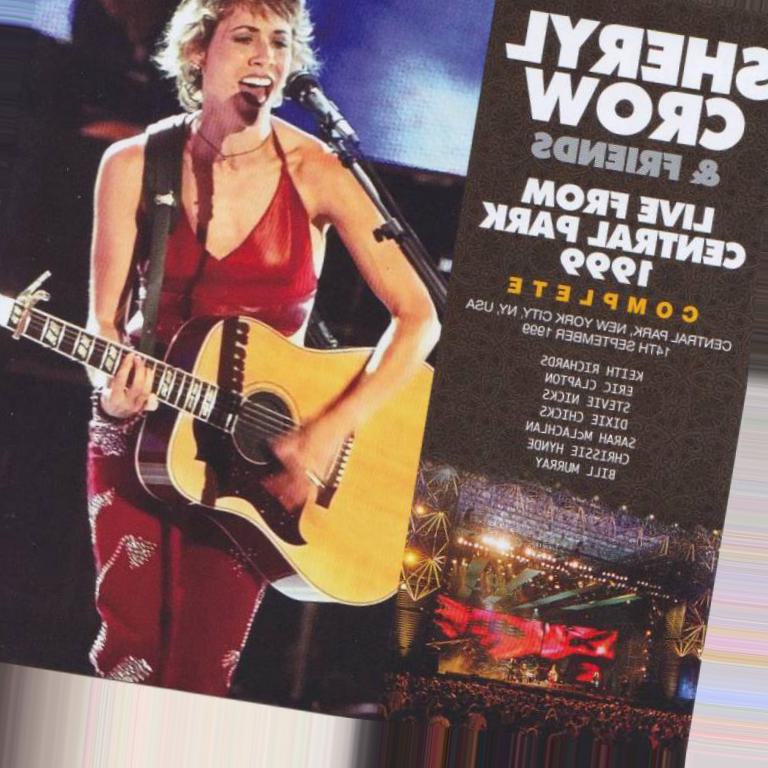 SHERYL
CROW
& FRIENDS
LIVE FROM
CENTRAL PARK
1999
COMPLETE
CENTRAL PARK, NEW YORK CITY, NY, USA
14TH SEPTEMBER 1999
KEITH RICHARDS
ERIC CLAPTON
STEVIE NICKS
DIXIE CHICKS
SARAH McLACHLAN
CHRISSIE HYNDE
BILL MURRAY